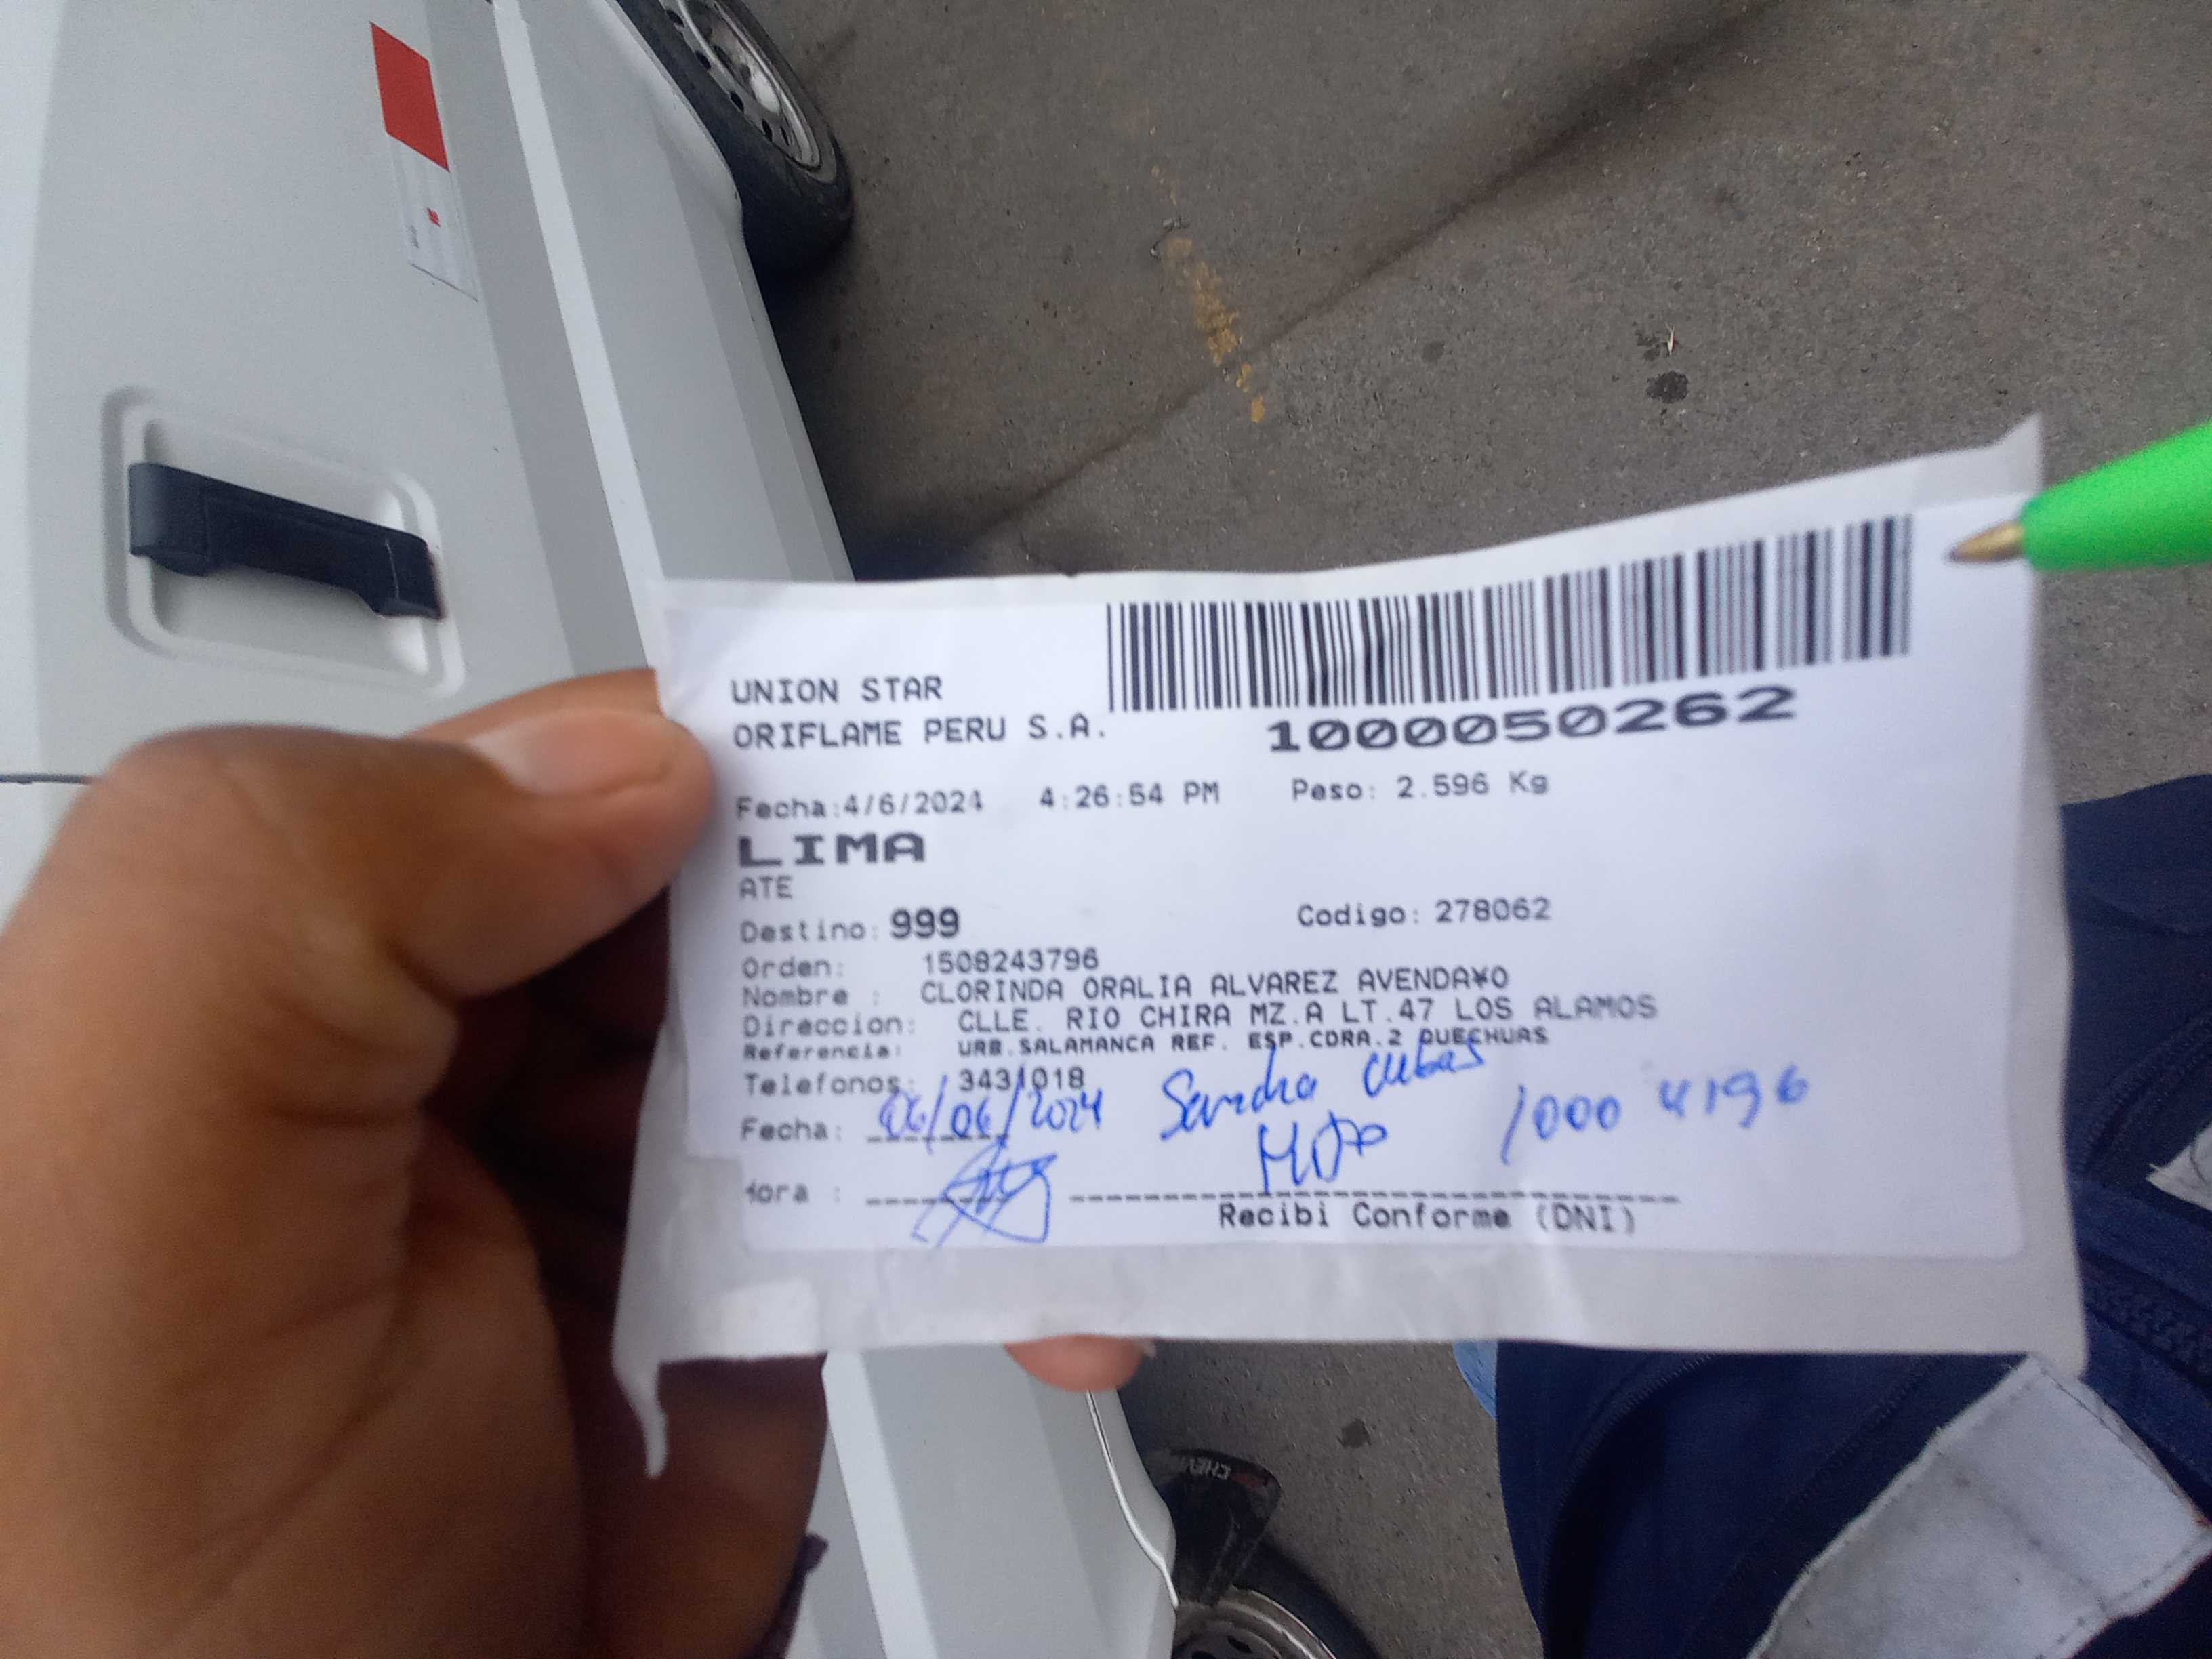 UNION STAR
ORIFLAME PERU S.A.
1000050262
Fecha:4/6/2024 4:26:54 PM Peso: 2.596 Kg
LIMA
ATE
Destino: 999 Codigo: 278062
Orden: 1508243796
Nombre : CLORINDA ORALIA ALVAREZ AVENDA¥O
Direccion: CLLE. RIO CHIRA MZ.A LT.47 LOS ALAMOS
Referencia: URB.SALAMANCA REF. ESP.CDRA.2 QUECHUAS
Telefonos: 3431018
Sandra Cubas
Fecha: 06/06/2024 1000 4196
Hora :
Recibi Conforme (DNI)